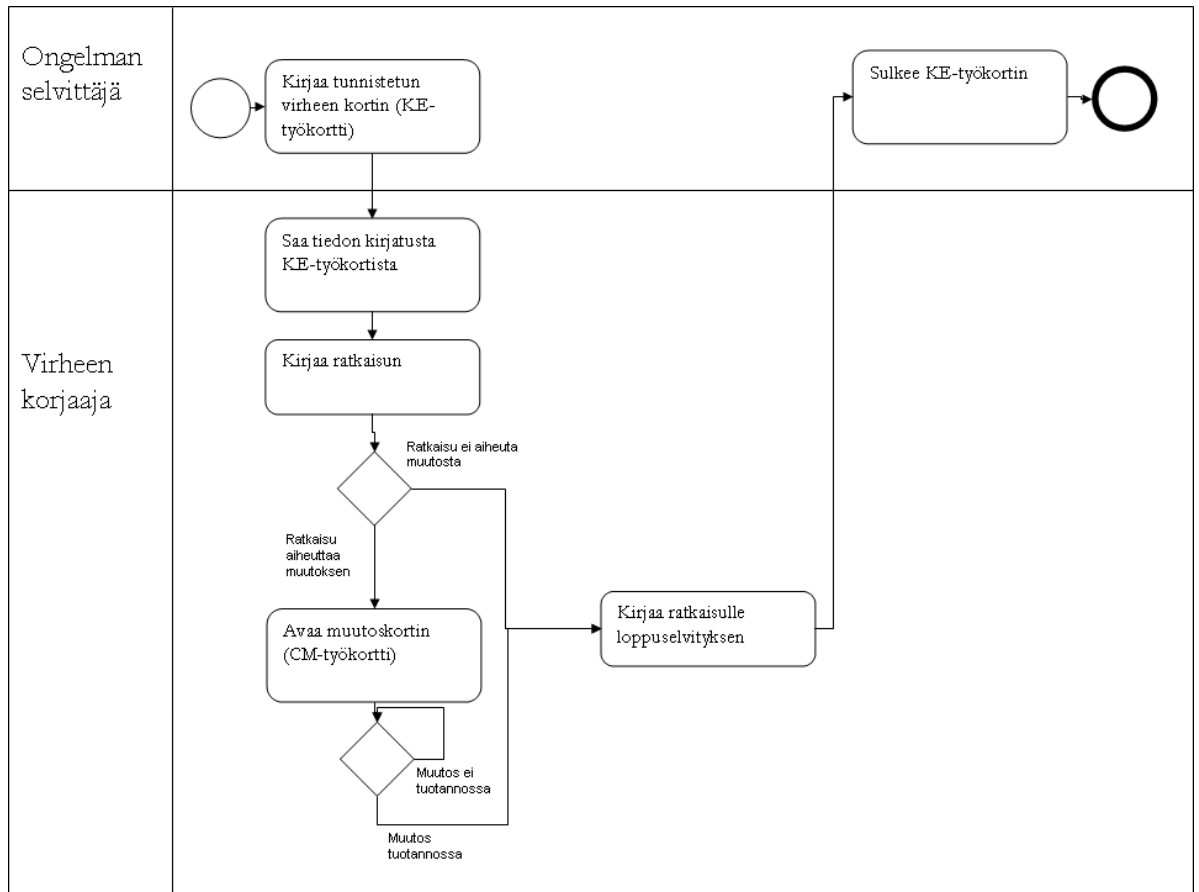 Ongelman
selvittäjä
Kirjaa tunnistetun
virheen kortin (KE-
työkortti)
Sulkee KE-työkortin
Virheen
korjaaja
Saa tiedon kirjatusta
KE-työkortista
Kirjaa ratkaisun
Ratkaisu ei aiheuta
muutosta
Ratkaisu
aiheuttaa
muutoksen
Avaa muutoskortin
(CM-työkortti)
Kirjaa ratkaisulle
loppuselvityksen
Muutos ei
tuotannossa
Muutos
tuotannossa